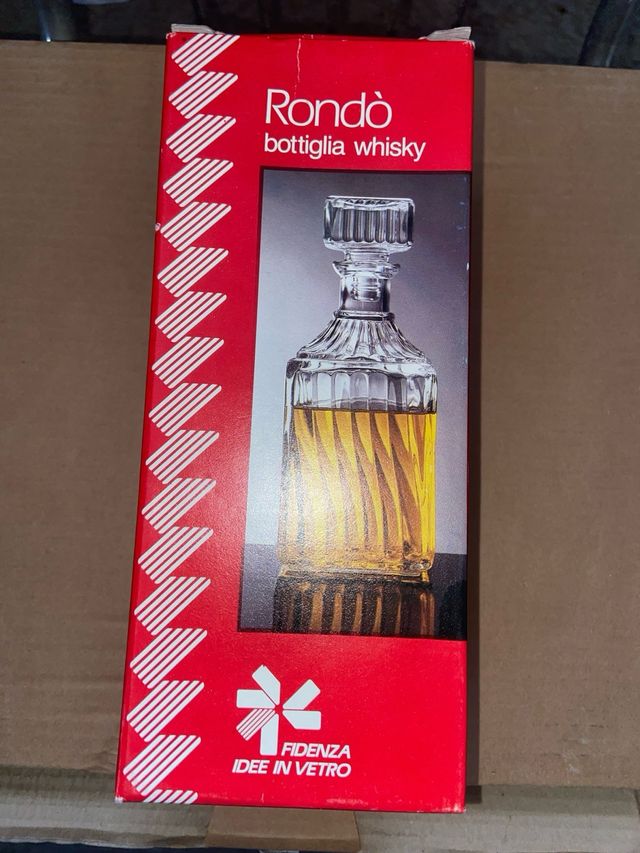 Rondò
bottiglia whisky
FIDENZA
IDEE IN VETRO